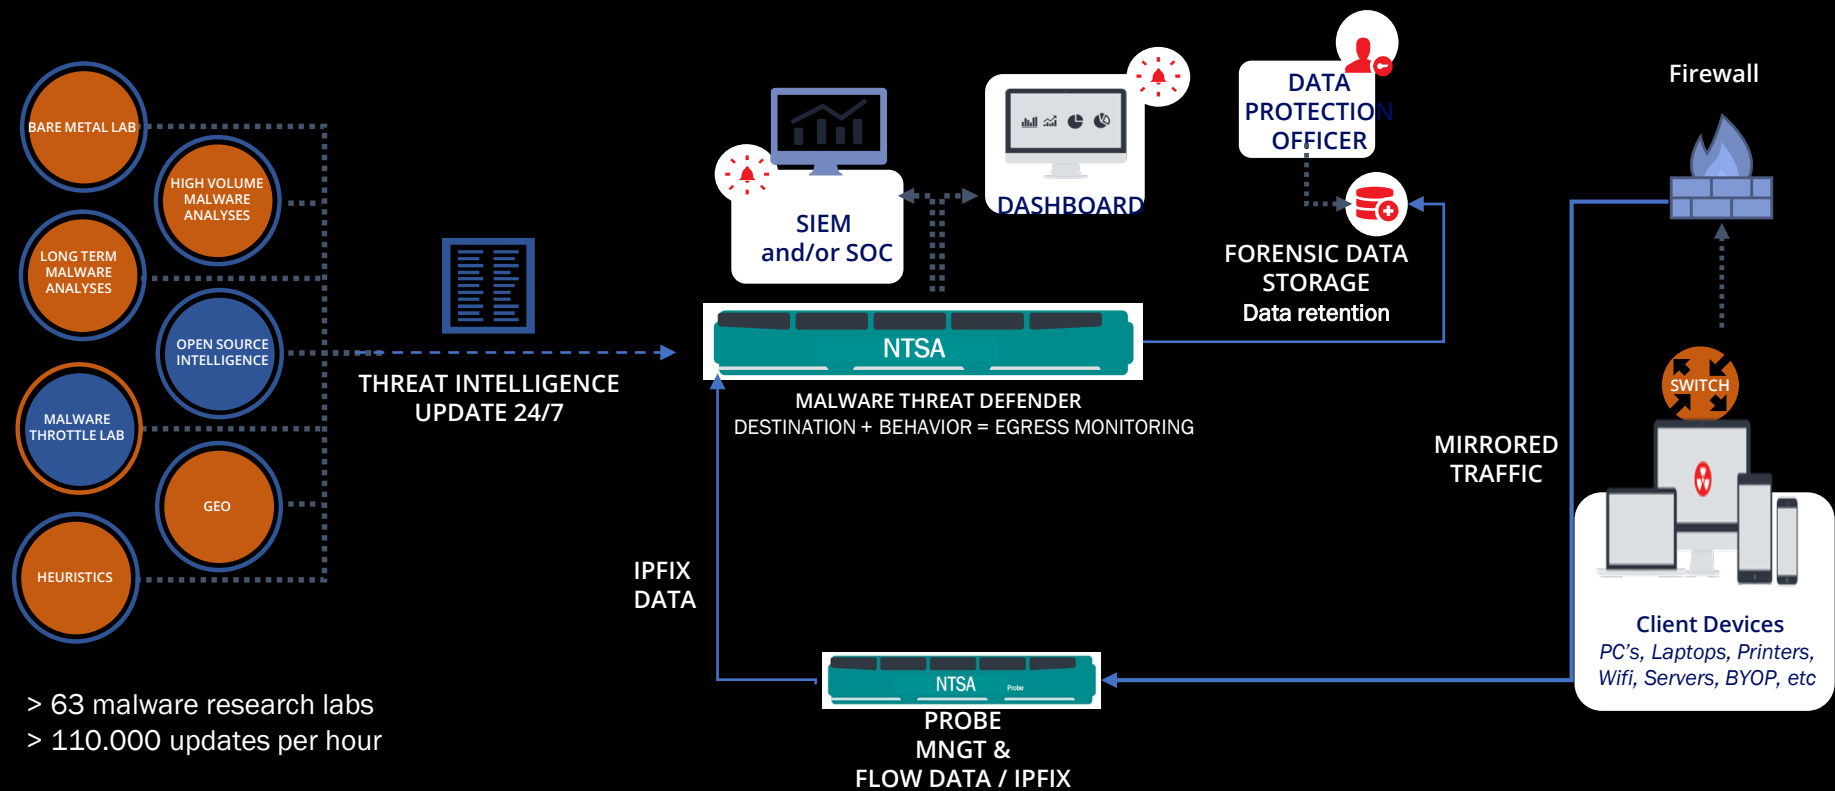 BARE METAL LAB
HIGH VOLUME
MALWARE
ANALYSES
LONG TERM
MALWARE
ANALYSES
OPEN SOURCE
INTELLIGENCE
MALWARE
THROTTLE LAB
GEO
HEURISTICS
> 63 malware research labs
> 110.000 updates per hour
THREAT INTELLIGENCE
UPDATE 24/7
SIEM
and/or SOC
DASHBOARD
DATA
PROTECTION
OFFICER
FORENSIC DATA
STORAGE
Data retention
NTSA
MALWARE THREAT DEFENDER
DESTINATION + BEHAVIOR = EGRESS MONITORING
IPFIX
DATA
NTSA Probe
PROBE
MNGT &
FLOW DATA / IPFIX
MIRRORED
TRAFFIC
Firewall
SWITCH
Client Devices
PC's, Laptops, Printers,
Wifi, Servers, BYOP, etc